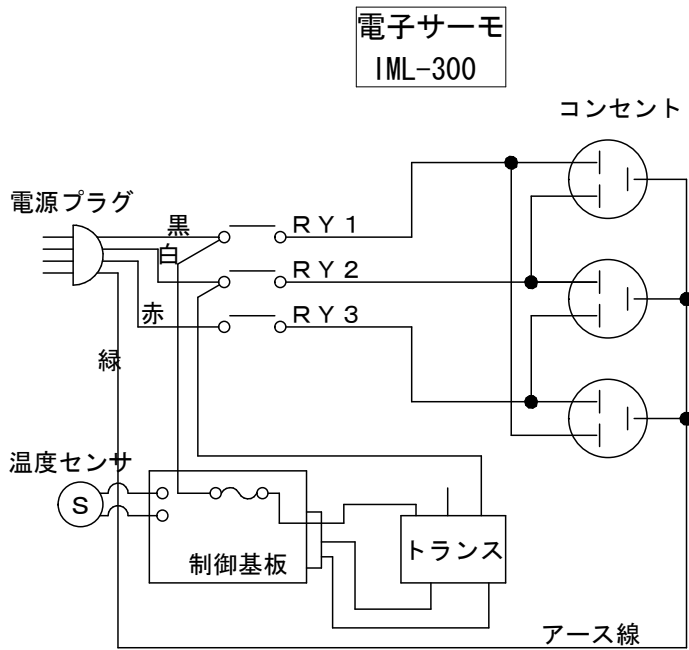 電子サーモ
IML-300
コンセント
電源プラグ
黒
RY1
白
RY2
赤
RY3
緑
温度センサ
S
制御基板
トランス
アース線